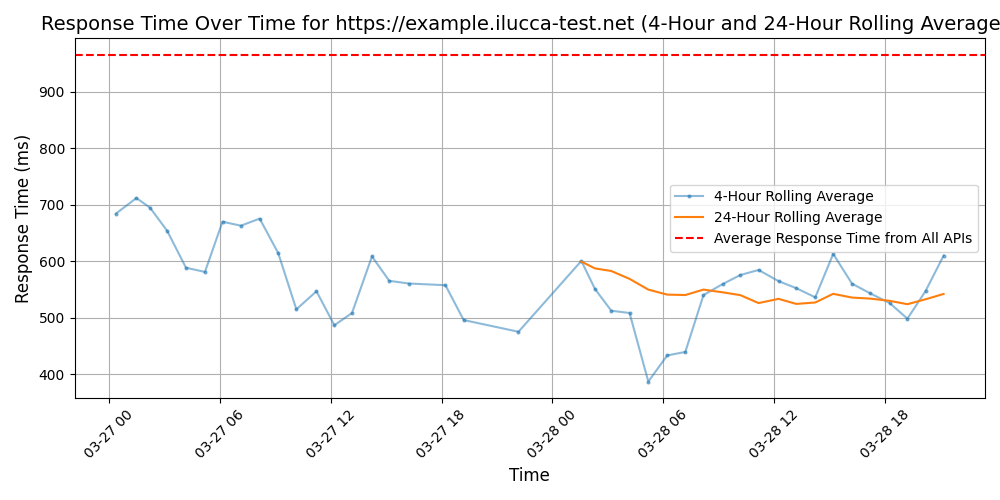 Response Time Over Time for https://example.ilucca-test.net (4-Hour and 24-Hour Rolling Average
Response Time (ms)
900
800
700
600
500
400
4-Hour Rolling Average
24-Hour Rolling Average
Average Response Time from All APIs
03-27 00
03-27 06
03-27 12
03-27 18
03-28 00
03-28 06
03-28 12
03-28 18
Time